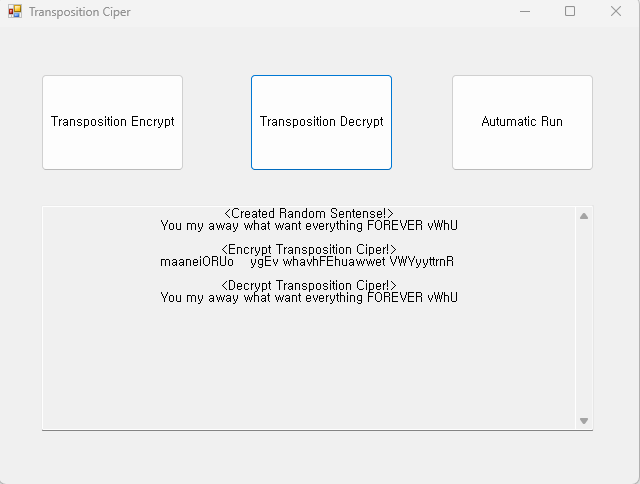 Transposition Ciper
Transposition Encrypt
Transposition Decrypt
Autumatic Run
<Created Random Sentense!>
You my away what want everything FOREVER vWhU
<Encrypt Transposition Ciper!>
maaneiORUo    ygEv whavhFEhuawwet VWYyyttrnR
<Decrypt Transposition Ciper!>
You my away what want everything FOREVER vWhU